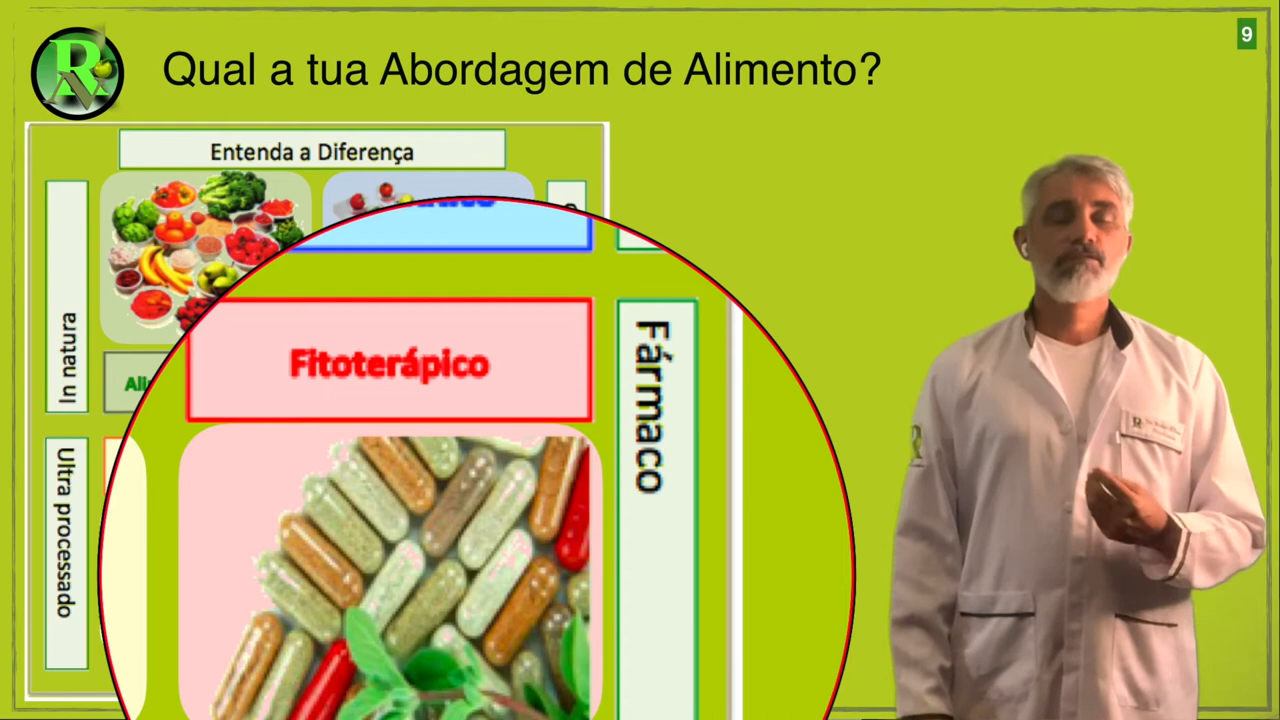 9
Qual a tua Abordagem de Alimento?
Entenda a Diferença
In natura
Fitoterápico
Fármaco
Ultra processado